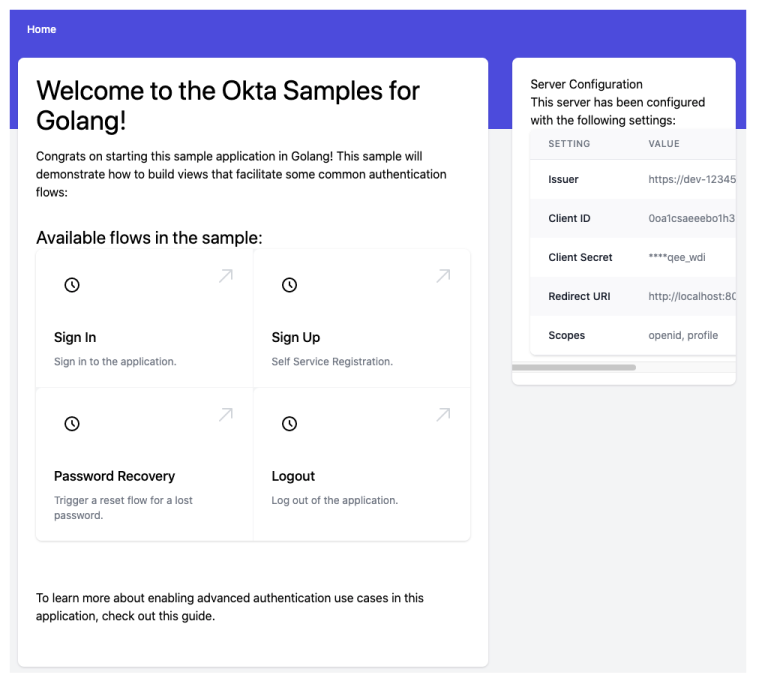 Home
Welcome to the Okta Samples for
Golang!
Congrats on starting this sample application in Golang! This sample will
demonstrate how to build views that facilitate some common authentication
flows:
Available flows in the sample:
Sign In
Sign in to the application.
Sign Up
Self Service Registration.
Password Recovery
Trigger a reset flow for a lost
password.
Logout
Log out of the application.
To learn more about enabling advanced authentication use cases in this
application, check out this guide.
Server Configuration
This server has been configured
with the following settings:
SETTING VALUE
Issuer https://dev-12345
Client ID 0oa1csaeeebo1h3
Client Secret ****qee_wdi
Redirect URI http://localhost:80
Scopes openid, profile